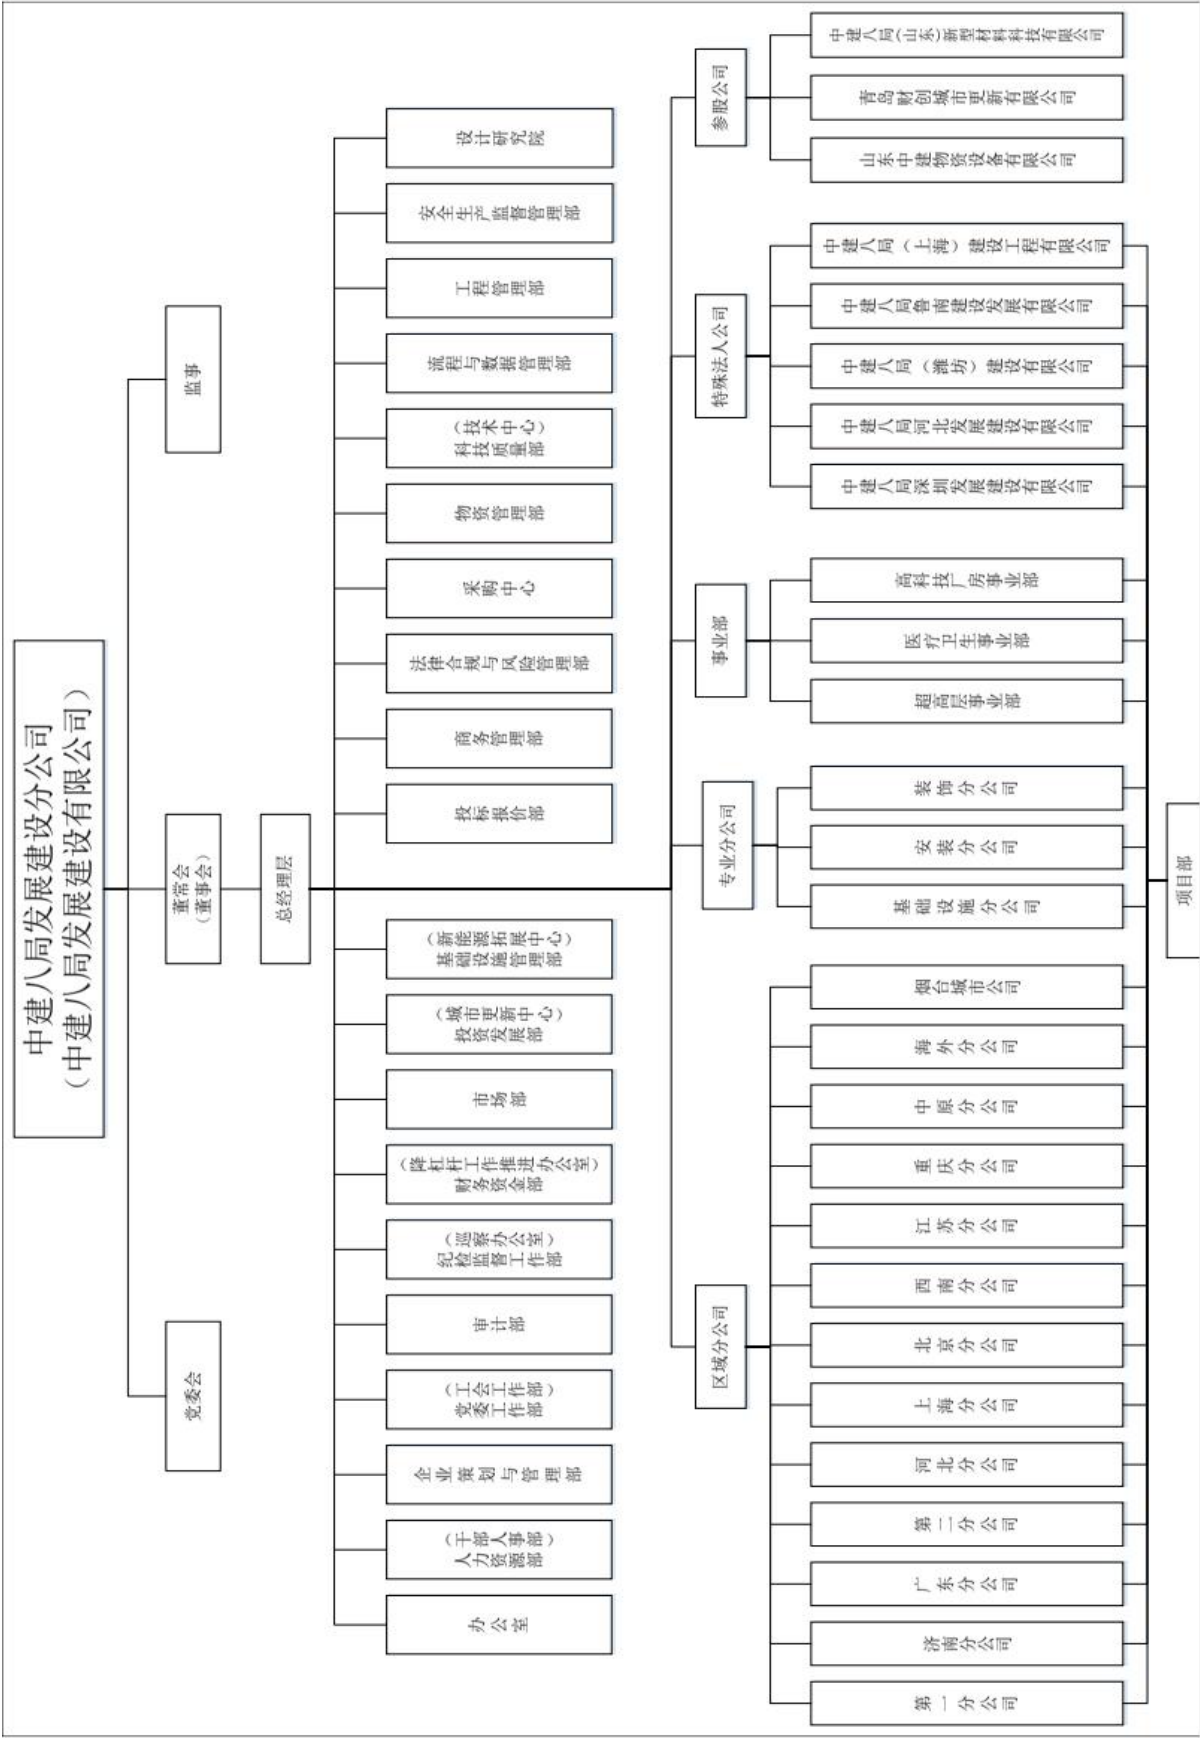 中建八局发展建设分公司
（中建八局发展建设有限公司）
党委会
董常会
（董事会）
监事
总经理层
办公室
人力资源部
（干部人事部）
企业策划与管理部
党委工作部
（工会工作部）
审计部
纪检监督工作部
（巡察办公室）
财务资金部
（降杠杆工作推进办公室）
市场部
投资发展部
（城市更新中心）
基础设施管理部
（新能源拓展中心）
投标报价部
商务管理部
法律合规与风险管理部
采购中心
物资管理部
科技质量部
（技术中心）
流程与数据管理部
工程管理部
安全生产监督管理部
设计研究院
区域分公司
专业分公司
事业部
特殊法人公司
参股公司
第一分公司
济南分公司
广东分公司
第二分公司
河北分公司
上海分公司
北京分公司
西南分公司
江苏分公司
重庆分公司
中原分公司
海外分公司
烟台城市公司
基础设施分公司
安装分公司
装饰分公司
超高层事业部
医疗卫生事业部
高科技厂房事业部
中建八局深圳发展建设有限公司
中建八局河北发展建设有限公司
中建八局（潍坊）建设有限公司
中建八局鲁南建设发展有限公司
中建八局（上海）建设工程有限公司
山东中建物资设备有限公司
青岛财创城市更新有限公司
中建八局(山东)新型材料科技有限公司
项目部